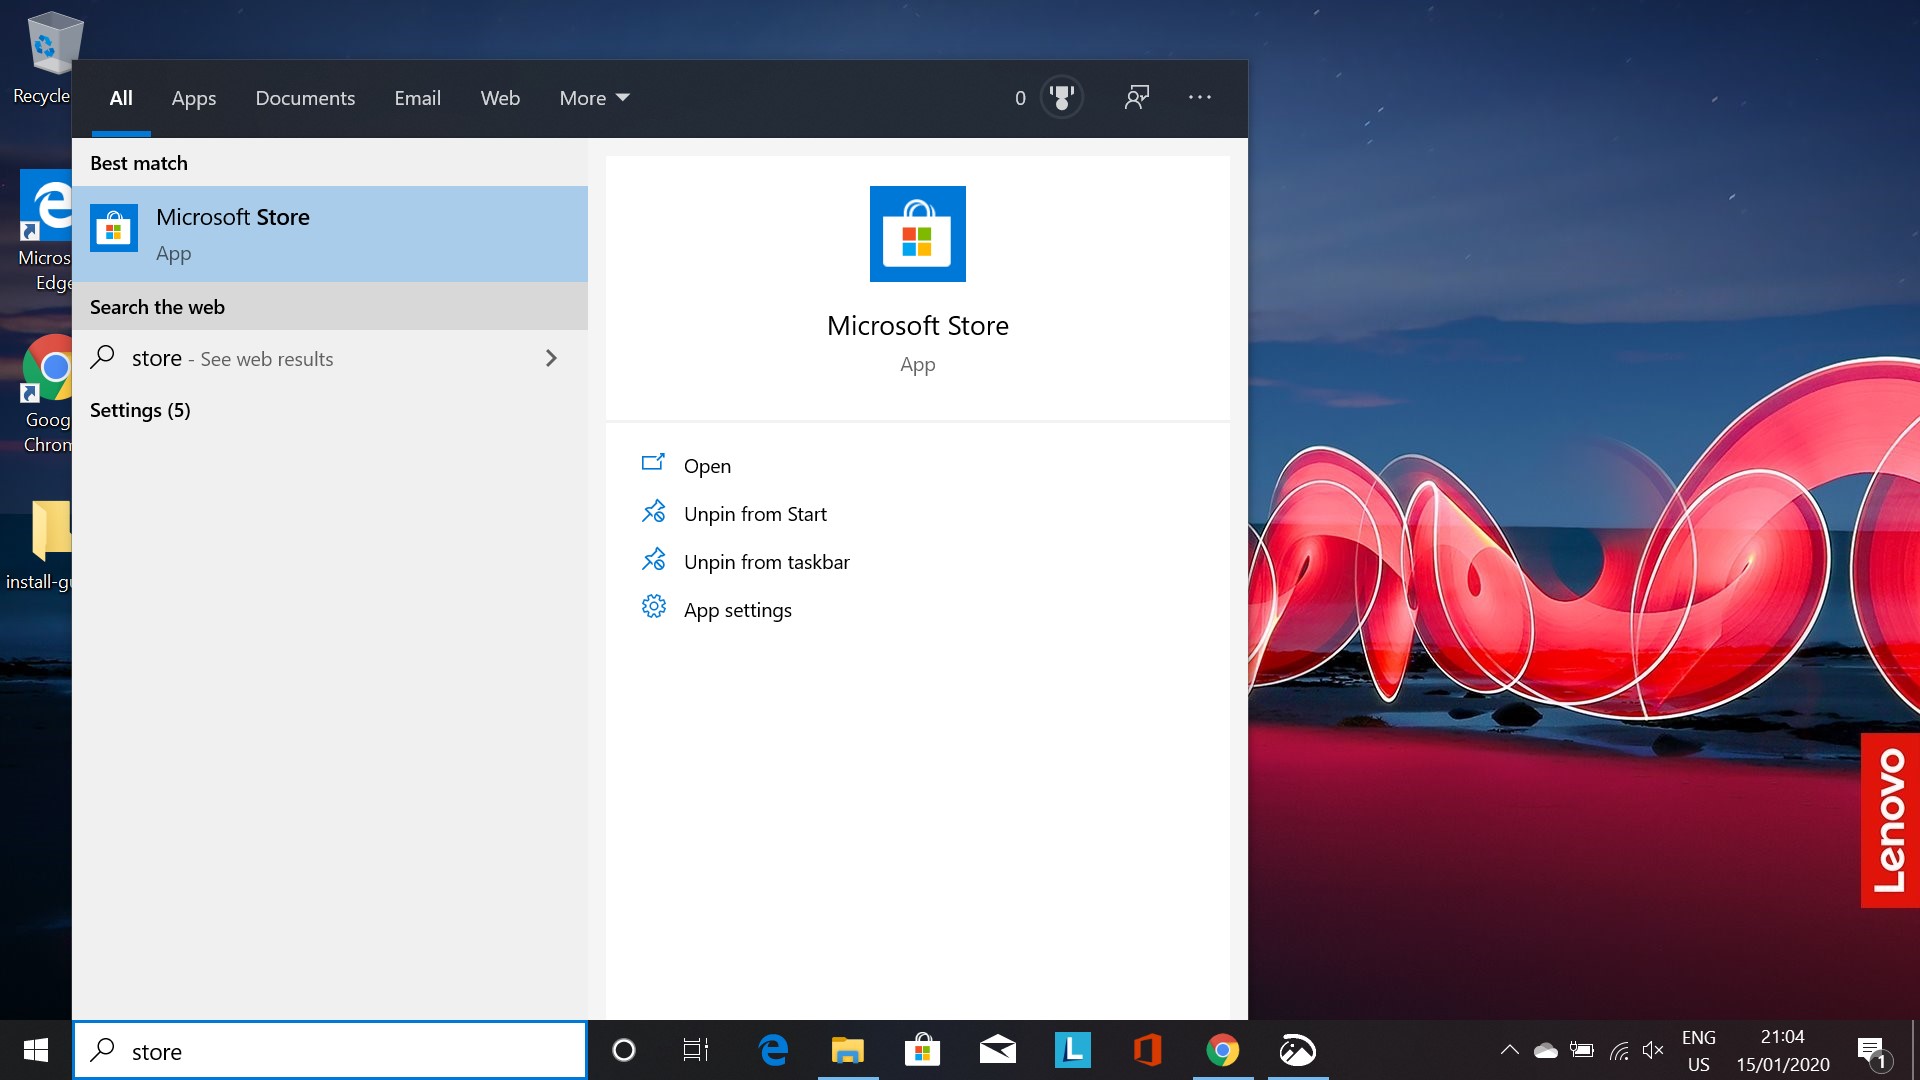 Recycle
All
Apps
Documents
Email
Web
More
0
Best match
Microsoft Store
App
Search the web
store - See web results
Settings (5)
Microsoft Store
App
Open
Unpin from Start
Unpin from taskbar
App settings
Micros
Edge
Goog
Chrom
install-gu
Lenovo
store
ENG
US
21:04
15/01/2020
1